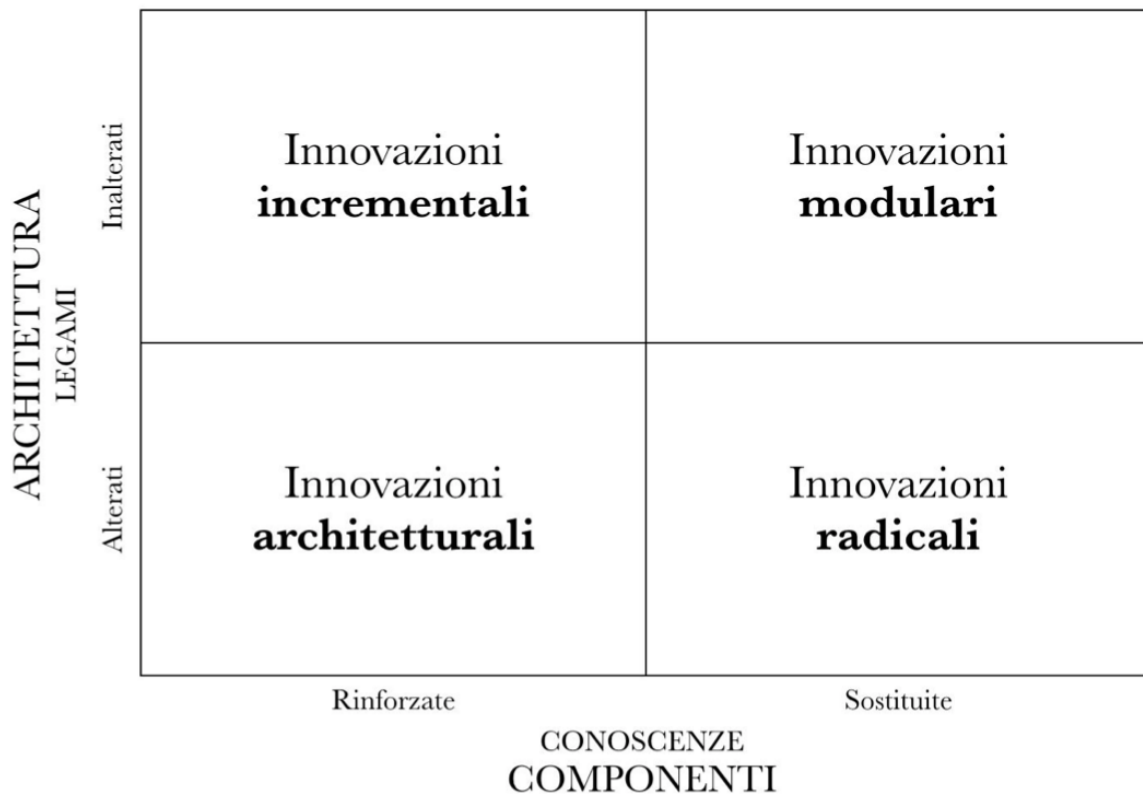 ARCHITETTURA
LEGAMI
Inalterati
Alterati
Innovazioni
incrementali
Innovazioni
modulari
Innovazioni
architetturali
Innovazioni
radicali
Rinforzate
Sostituite
CONOSCENZE
COMPONENTI